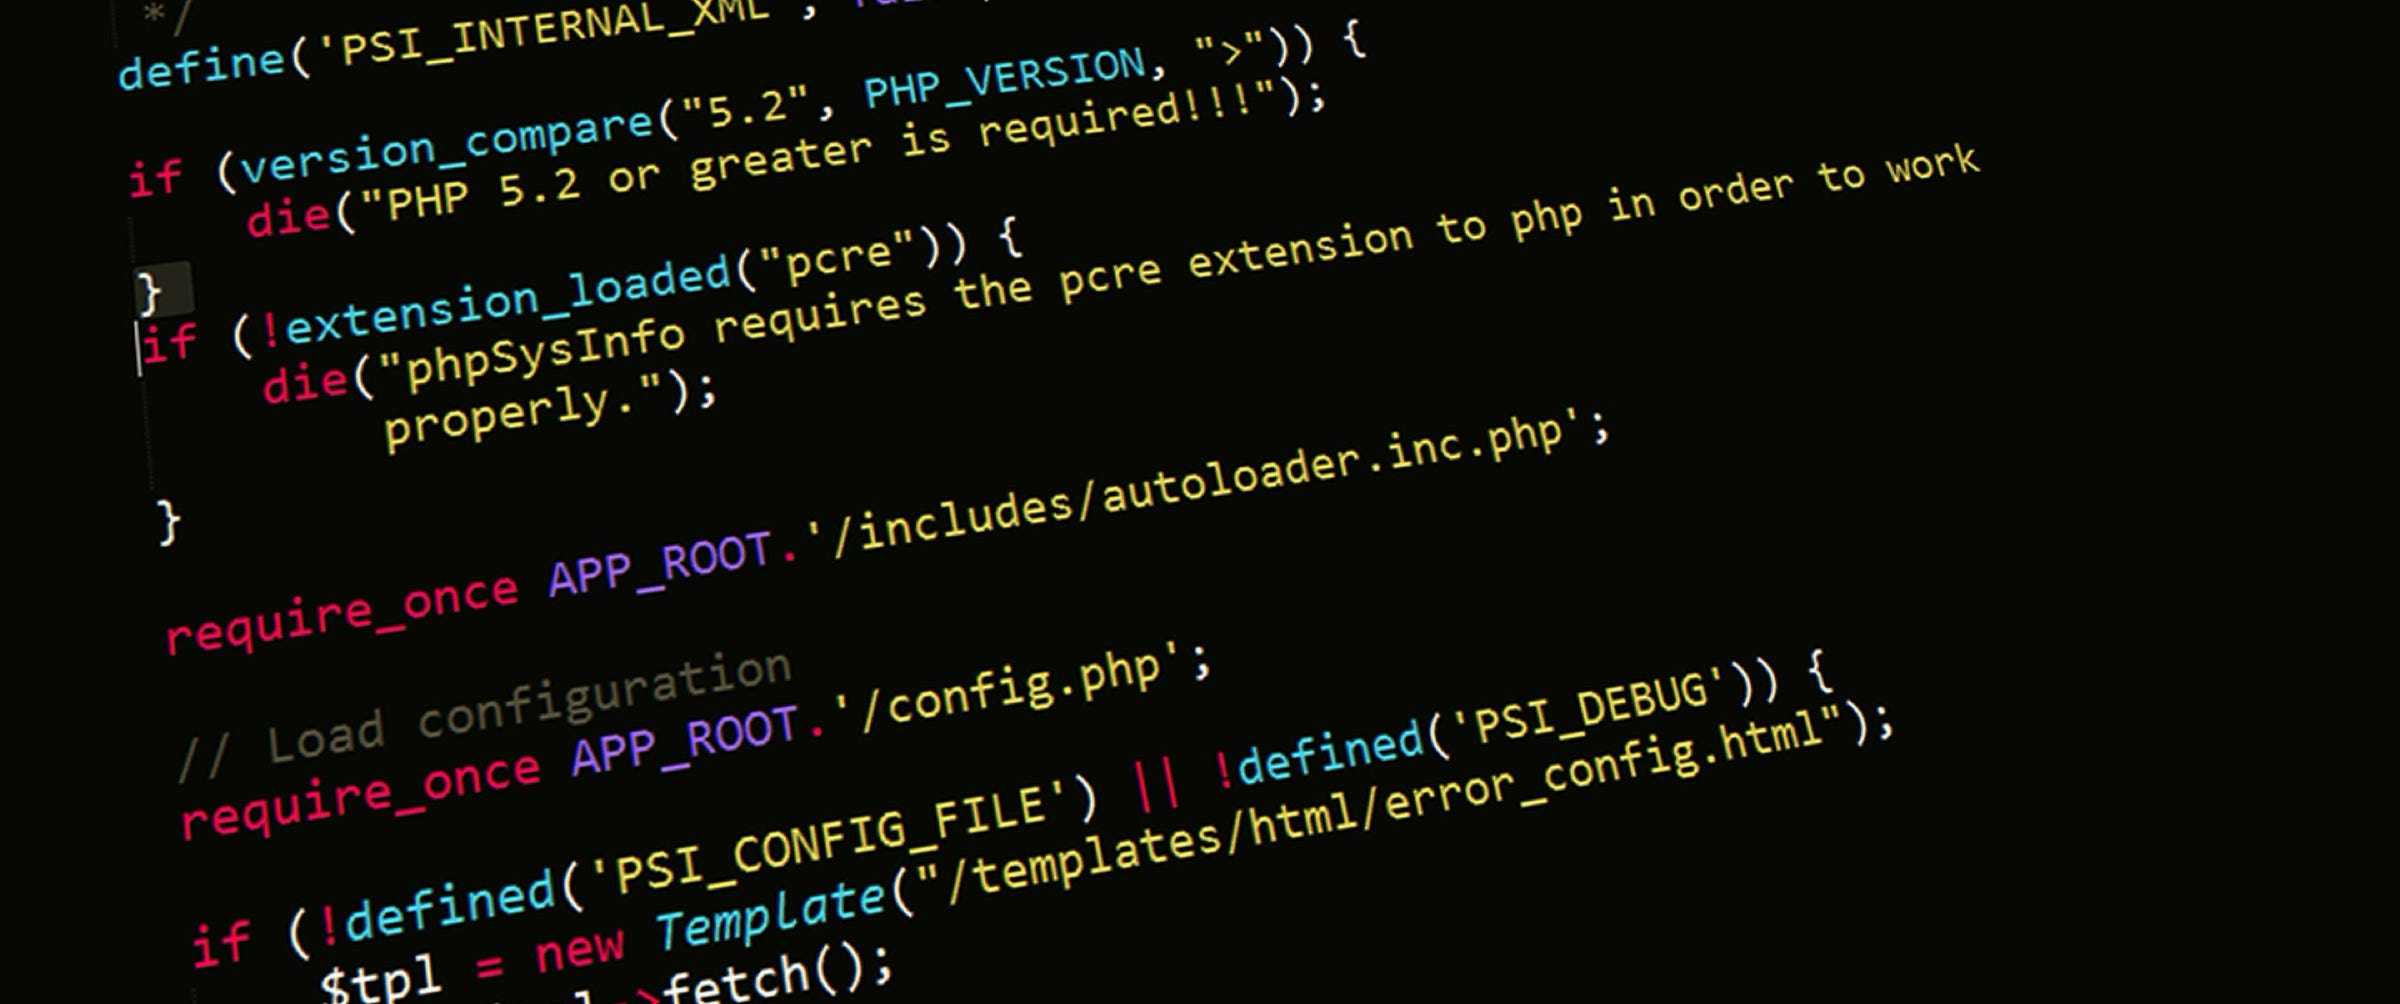 */
define('PSI_INTERNAL_XML',
if (version_compare("5.2", PHP_VERSION, ">")) {
die("PHP 5.2 or greater is required!!!");
}
if (!extension_loaded("pcre")) {
die("phpSysInfo requires the pcre extension to php in order to work
properly.");
}
require_once APP_ROOT.'/includes/autoloader.inc.php';
// Load configuration
require_once APP_ROOT.'/config.php';
if (!defined('PSI_CONFIG_FILE') || !defined('PSI_DEBUG')) {
$tpl = new Template("/templates/html/error_config.html");
fetch();